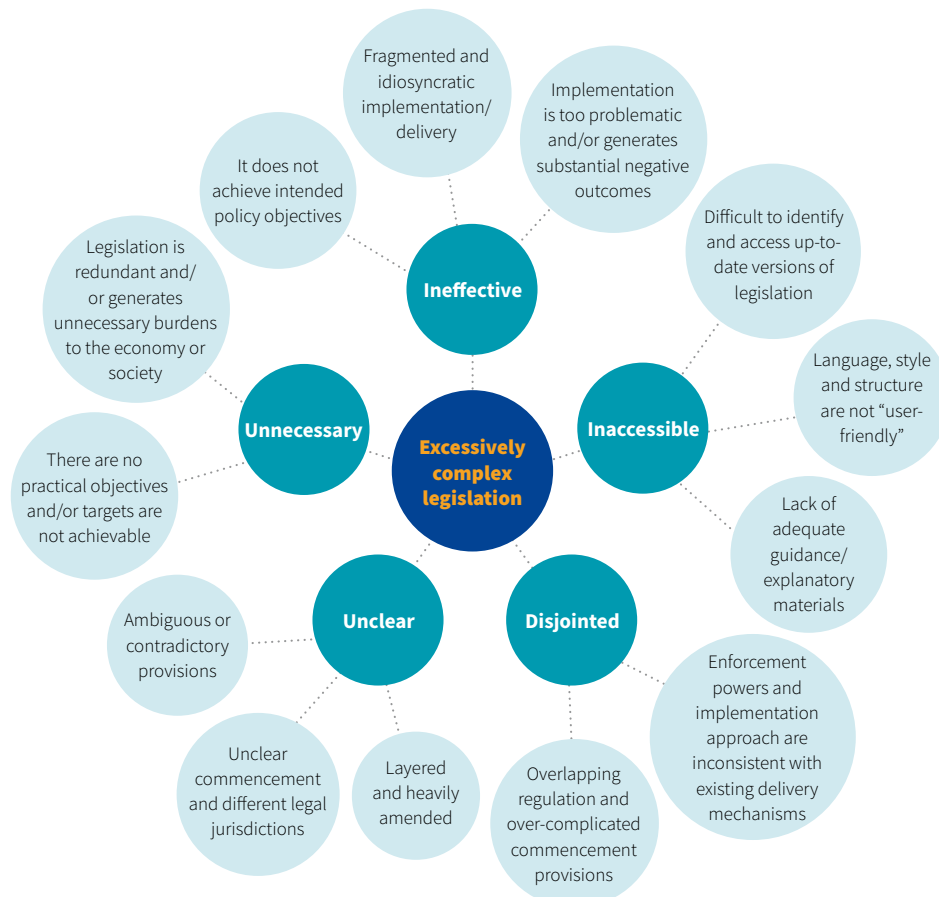 Fragmented and
idiosyncratic
implementation/
delivery
Implementation
is too problematic
and/or generates
substantial negative
outcomes
It does not
achieve intended
policy objectives
Difficult to identify
and access up-to-
date versions of
legislation
Legislation is
redundant and/
or generates
unnecessary burdens
to the economy or
society
Ineffective
Language, style
and structure
are not “user-
friendly”
Unnecessary
Inaccessible
Excessively
complex
legislation
There are no
practical objectives
and/or targets are
not achievable
Lack of
adequate
guidance/
explanatory
materials
Unclear
Disjointed
Ambiguous or
contradictory
provisions
Enforcement
powers and
implementation
approach are
inconsistent with
existing delivery
mechanisms
Unclear
commencement
and different legal
jurisdictions
Layered
and heavily
amended
Overlapping
regulation and
over-complicated
commencement
provisions